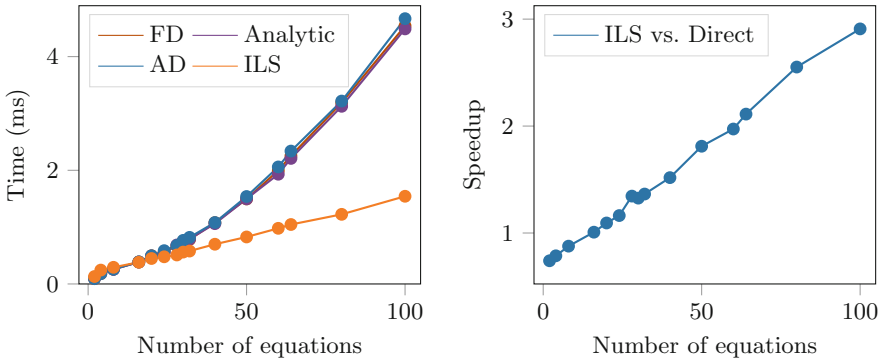 FD
Analytic
AD
ILS
4
2
0
Time (ms)
0
50
100
Number of equations
ILS vs. Direct
3
2
1
Speedup
0
50
100
Number of equations